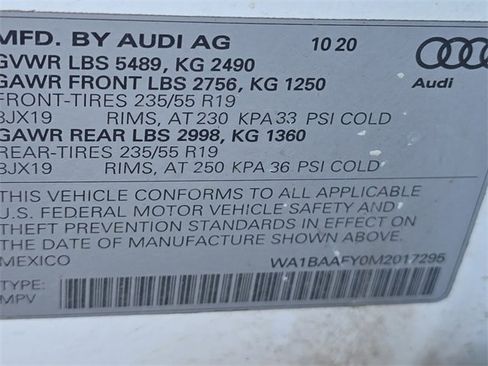 MFD. BY AUDI AG 10 20
GVWR LBS 5489, KG 2490
GAWR FRONT LBS 2756, KG 1250
FRONT-TIRES 235/55 R19
8JX19 RIMS, AT 230 KPA 33 PSI COLD
GAWR REAR LBS 2998, KG 1360
REAR-TIRES 235/55 R19
8JX19 RIMS, AT 250 KPA 36 PSI COLD
Audi
THIS VEHICLE CONFORMS TO ALL APPLICABLE
U.S. FEDERAL MOTOR VEHICLE SAFETY AND
THEFT PREVENTION STANDARDS IN EFFECT ON
THE DATE OF MANUFACTURE SHOWN ABOVE.
MEXICO WA1BAAFY0M2017295
TYPE:
MPV